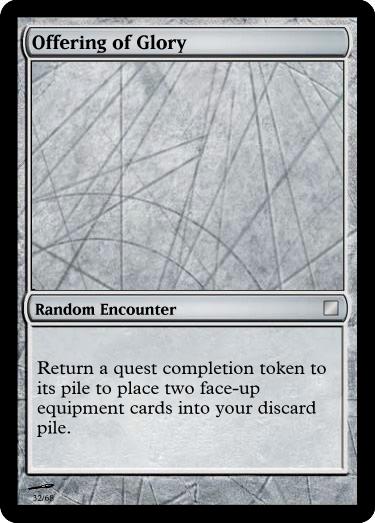 Offering of Glory
Random Encounter
Return a quest completion token to
its pile to place two face-up
equipment cards into your discard
pile.
32/68